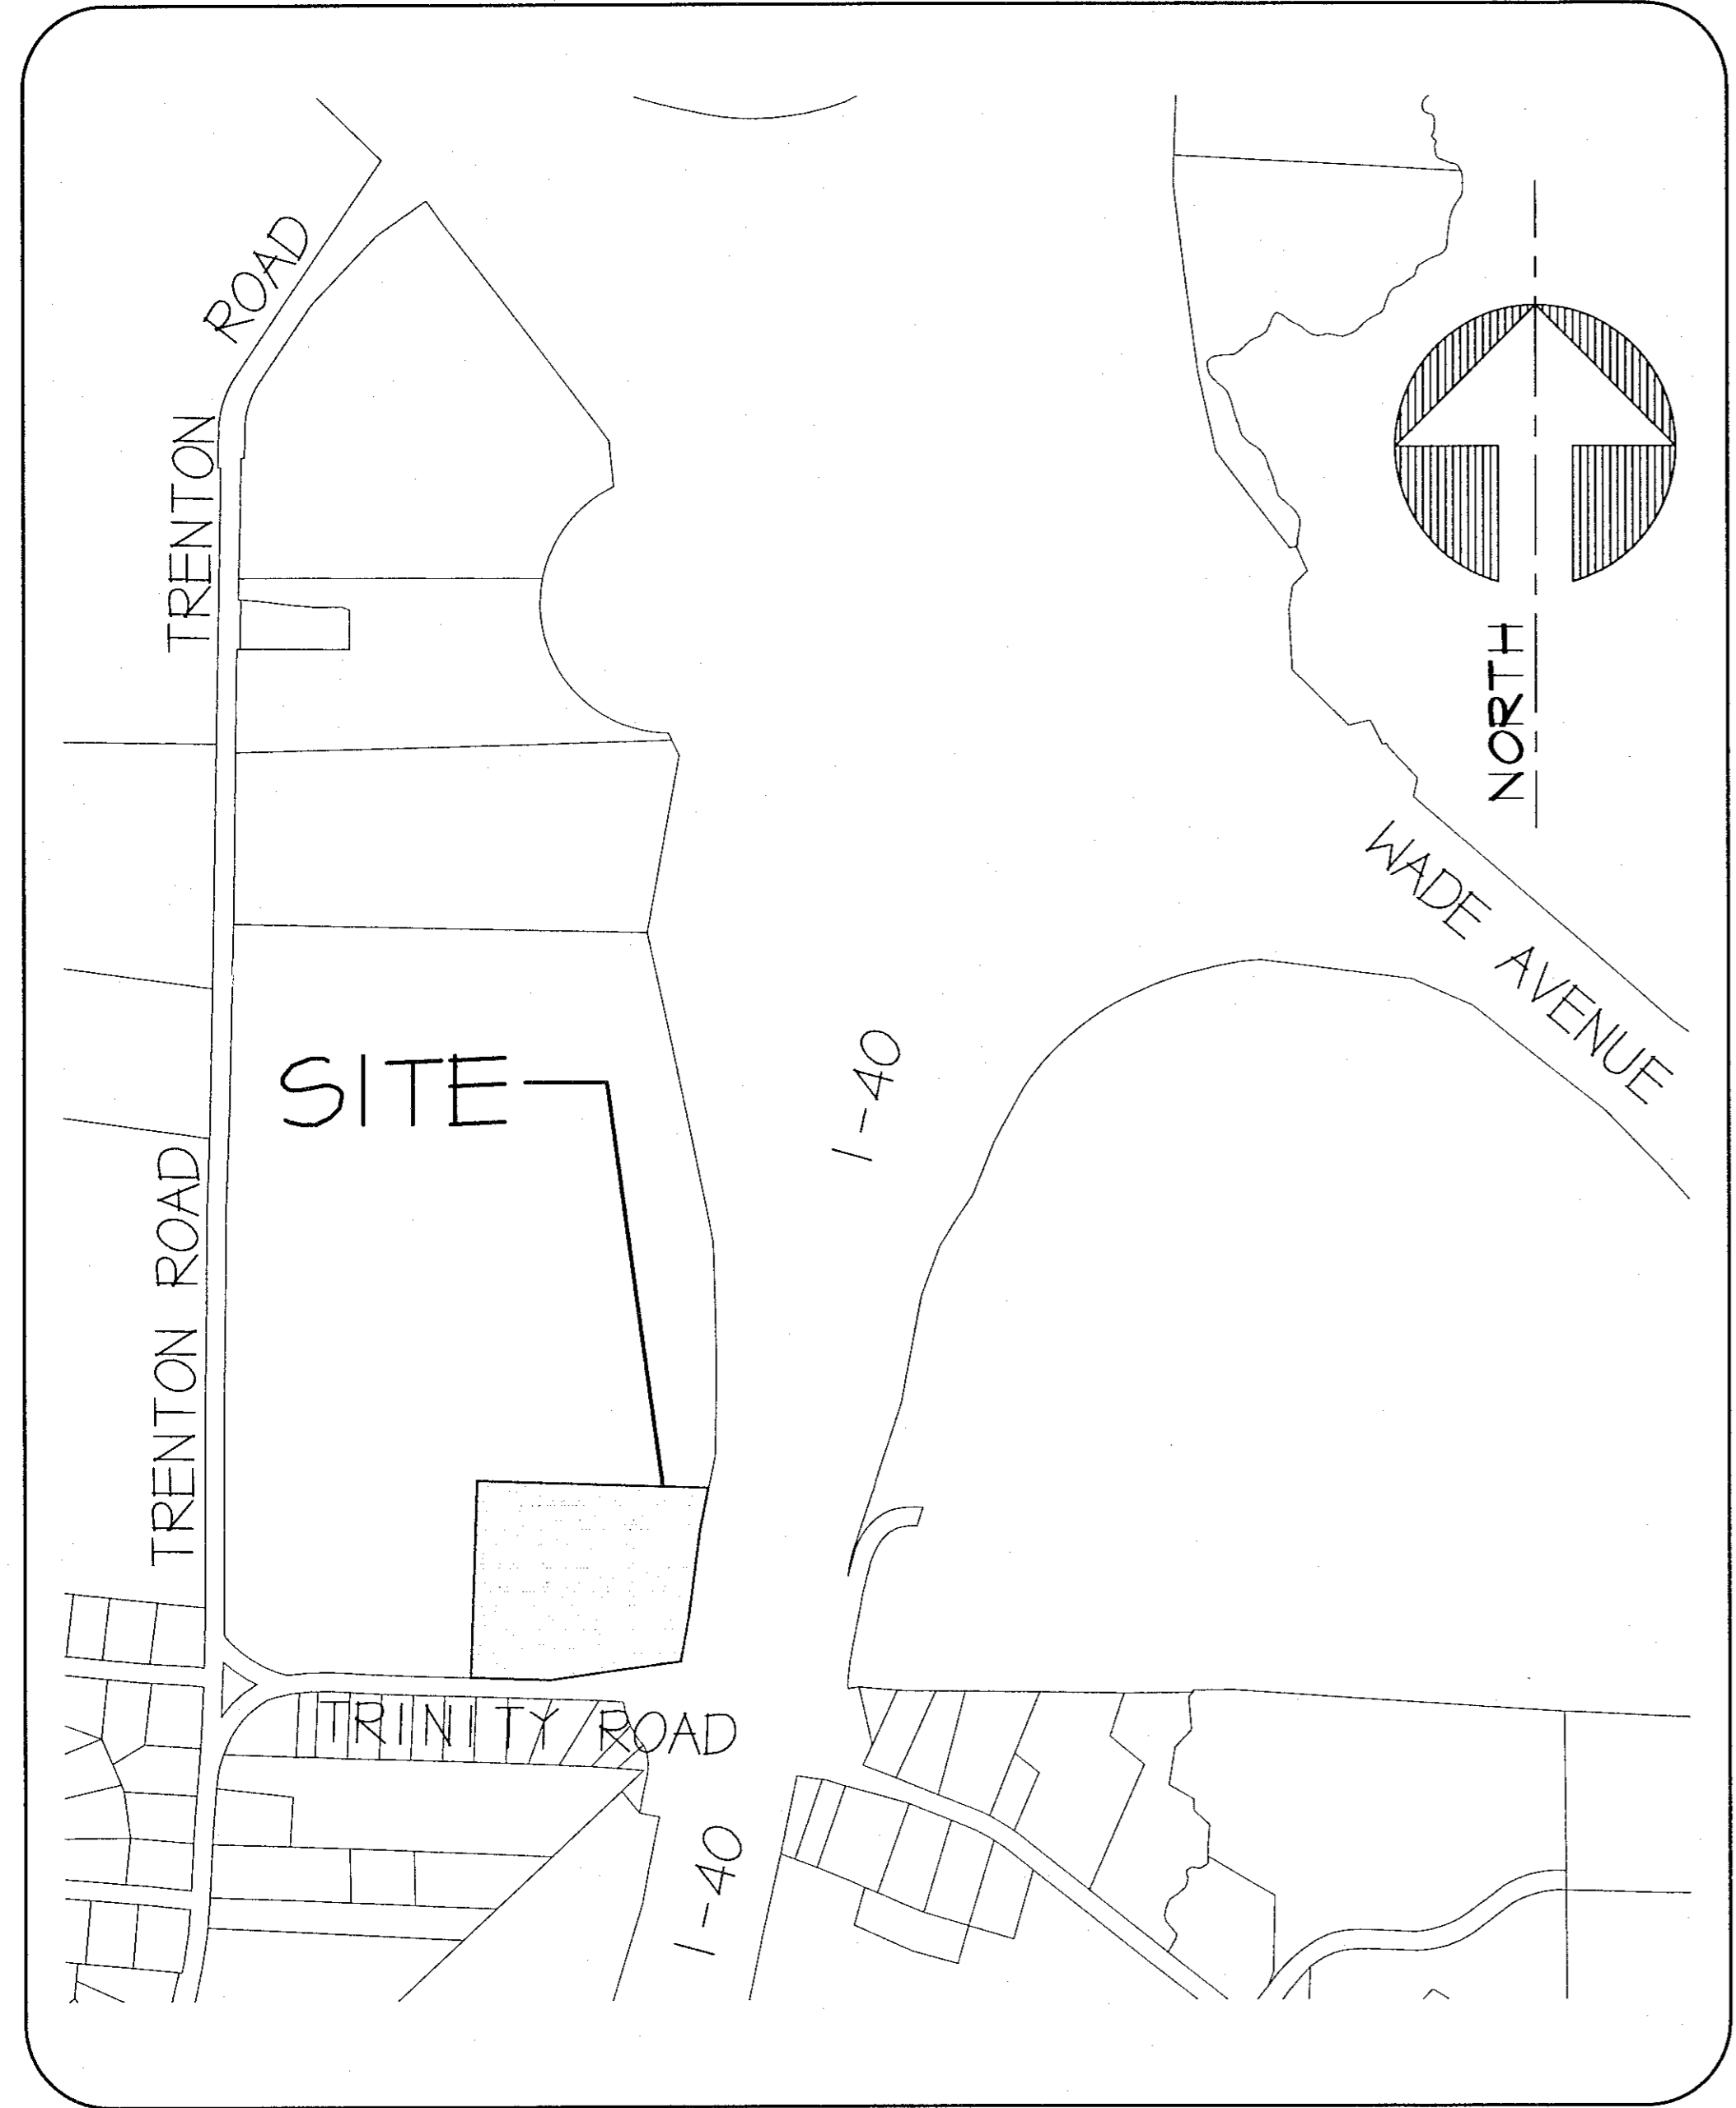 TRENTON
ROAD
NORTH
WADE AVENUE
I-40
SITE
TRENTON ROAD
TRINITY ROAD
I-40